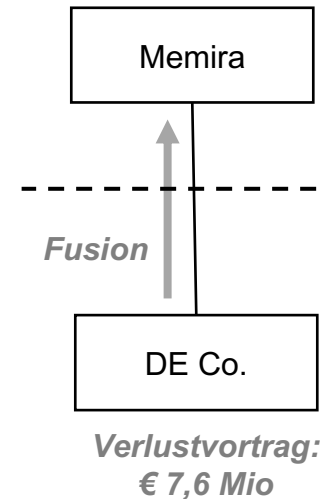 Memira
Fusion
DE Co.
Verlustvortrag:
€ 7,6 Mio